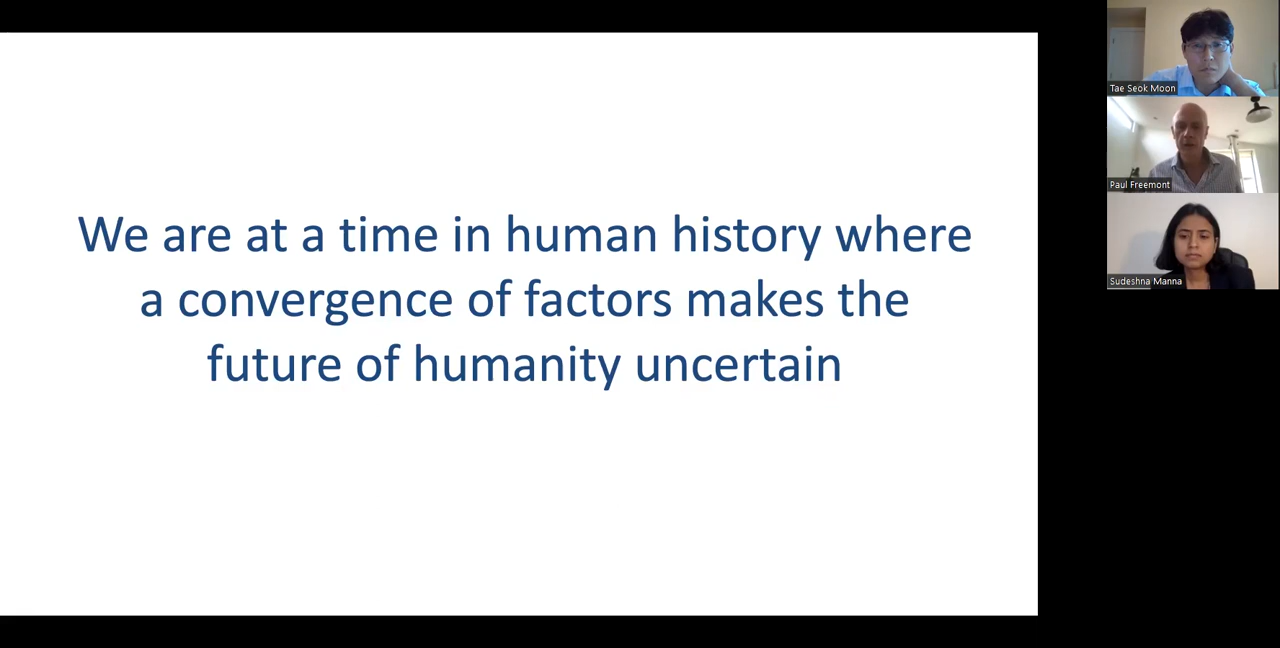 We are at a time in human history where
a convergence of factors makes the
future of humanity uncertain
Tae Seok Moon
Paul Freemont
Sudeshna Manna